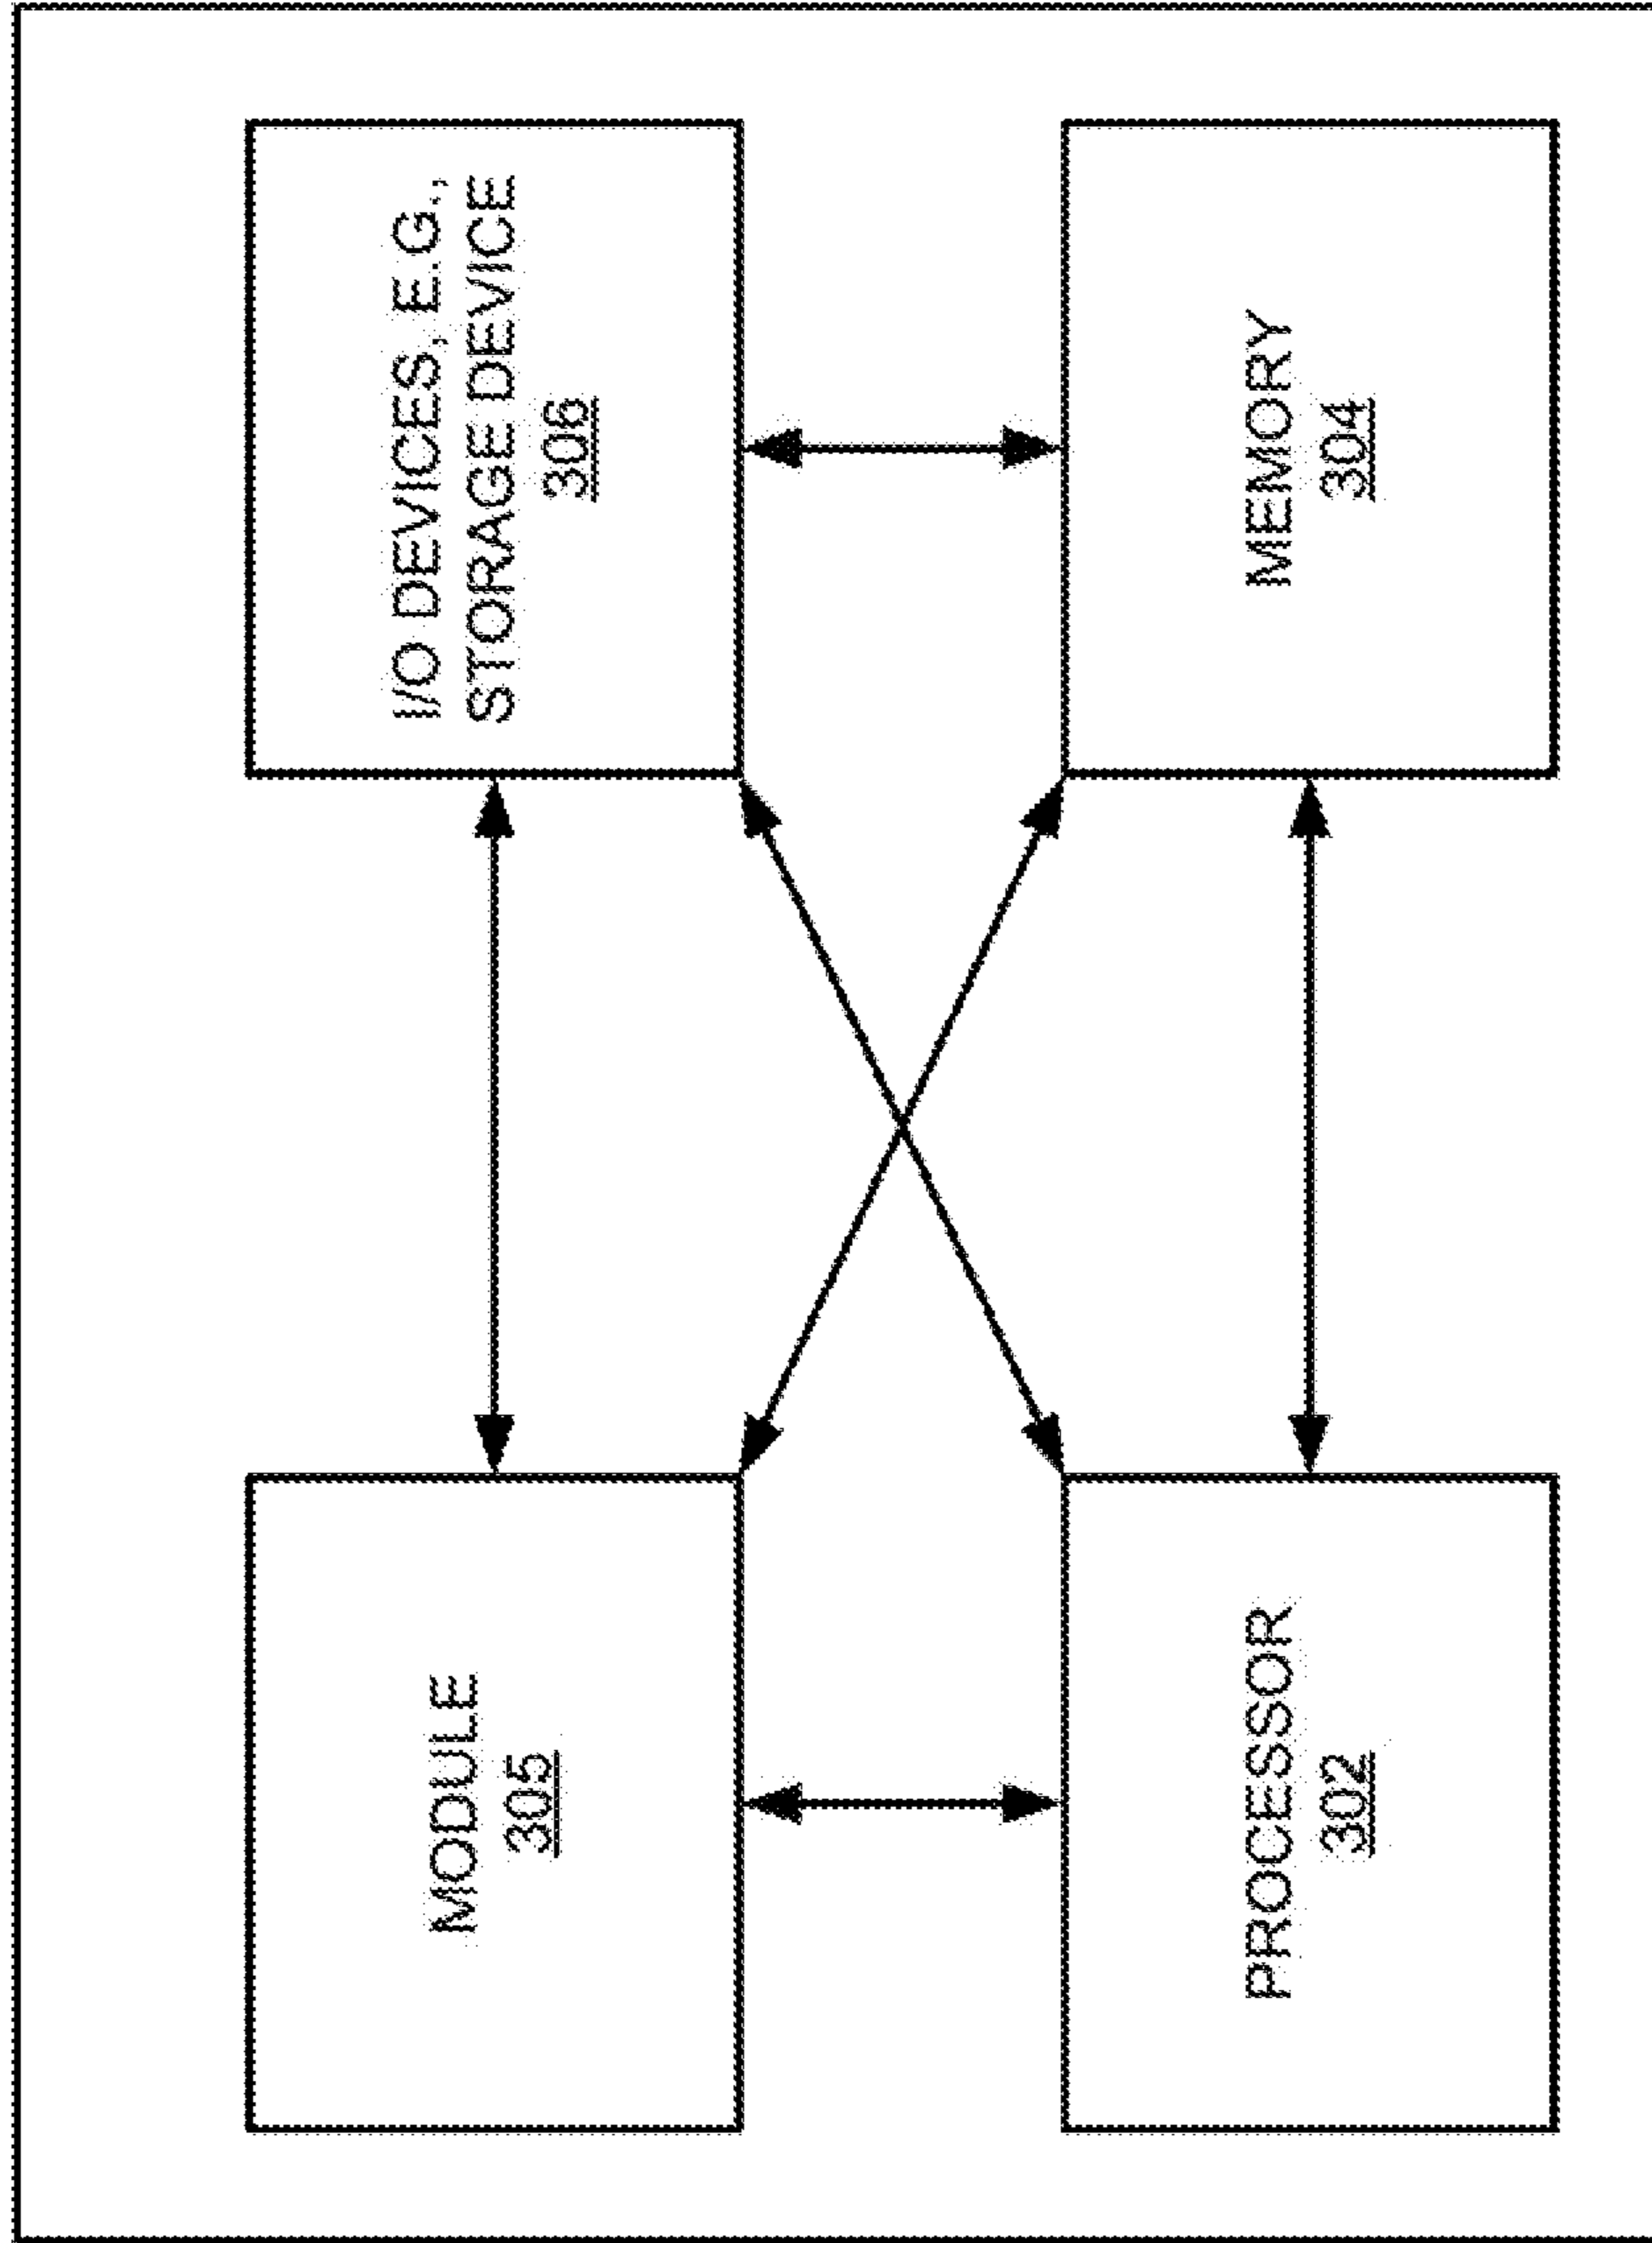 MODULE
305
I/O DEVICES, E.G.,
STORAGE DEVICE
306
PROCESSOR
302
MEMORY
304